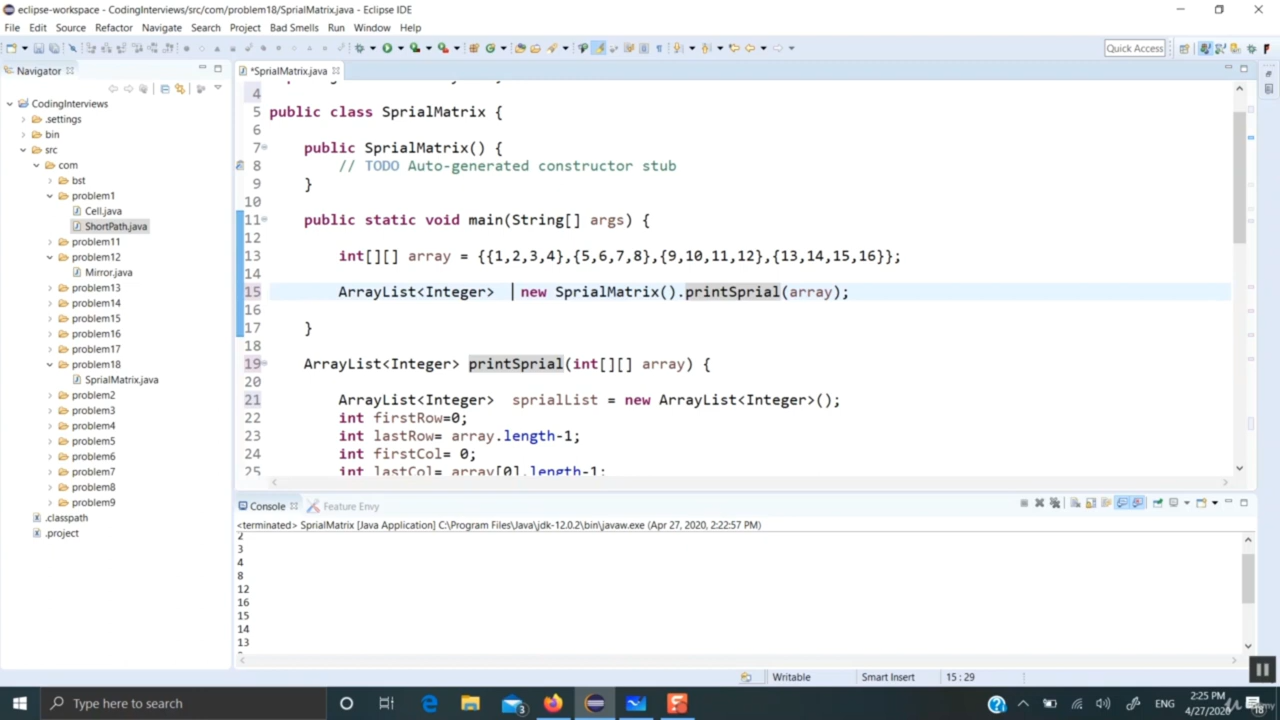 eclipse-workspace - CodingInterviews/src/com/problem18/SprialMatrix.java - Eclipse IDE
File Edit Source Refactor Navigate Search Project Bad Smells Run Window Help
Quick Access
Navigator
*SprialMatrix.java
CodingInterviews
.settings
bin
src
com
bst
problem1
Cell.java
ShortPath.java
problem11
problem12
Mirror.java
problem13
problem14
problem15
problem16
problem17
problem18
SprialMatrix.java
problem2
problem3
problem4
problem5
problem6
problem7
problem8
problem9
.classpath
.project
4
5 public class SprialMatrix {
6
7 public SprialMatrix() {
8 // TODO Auto-generated constructor stub
9 }
10
11 public static void main(String[] args) {
12
13 int[][] array = {{1,2,3,4},{5,6,7,8},{9,10,11,12},{13,14,15,16}};
14
15 ArrayList<Integer> new SprialMatrix().printSprial(array);
16
17 }
18
19 ArrayList<Integer> printSprial(int[][] array) {
20
21 ArrayList<Integer> sprialList = new ArrayList<Integer>();
22 int firstRow=0;
23 int lastRow= array.length-1;
24 int firstCol= 0;
25 int lastCol= array[0].length-1;
Console Feature Envy
<terminated> SprialMatrix [Java Application] C:\Program Files\Java\jdk-12.0.2\bin\javaw.exe (Apr 27, 2020, 2:22:57 PM)
2
3
4
8
12
16
15
14
13
Writable Smart Insert 15 : 29
Type here to search
3
ENG
2:25 PM
4/27/2020
18